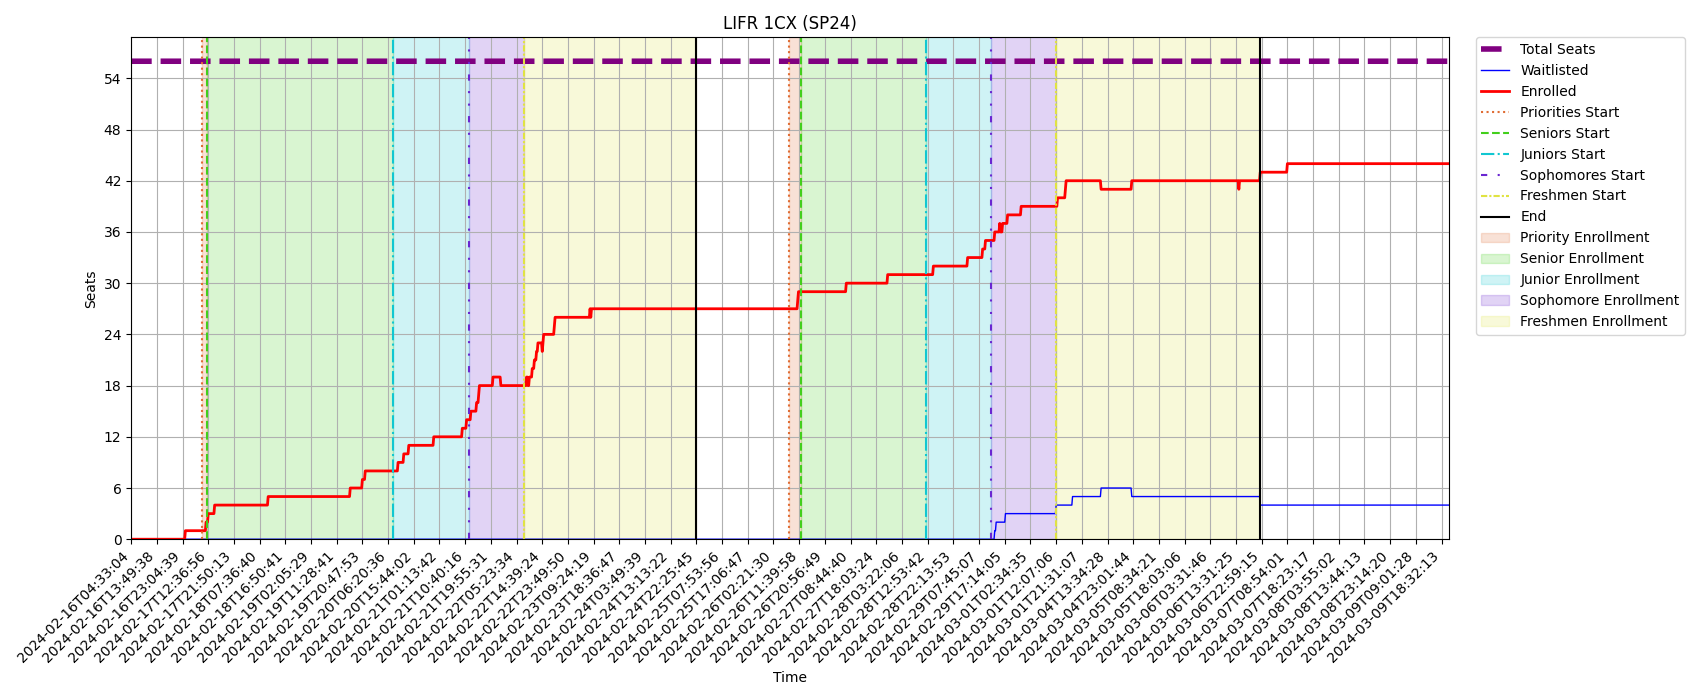 LIFR 1CX (SP24)
Total Seats
Waitlisted
Enrolled
Priorities Start
Seniors Start
Juniors Start
Sophomores Start
Freshmen Start
End
Priority Enrollment
Senior Enrollment
Junior Enrollment
Sophomore Enrollment
Freshmen Enrollment
Seats
54
48
42
36
30
24
18
12
6
0
2024-02-16T04:33:04
2024-02-16T13:49:38
2024-02-16T23:04:39
2024-02-17T12:36:56
2024-02-17T21:50:13
2024-02-18T07:36:40
2024-02-18T16:50:41
2024-02-19T02:05:29
2024-02-19T11:28:41
2024-02-19T20:47:53
2024-02-20T06:20:36
2024-02-20T15:44:02
2024-02-21T01:13:42
2024-02-21T10:40:16
2024-02-21T19:55:31
2024-02-22T05:23:34
2024-02-22T14:39:24
2024-02-22T23:49:50
2024-02-23T09:24:19
2024-02-23T18:36:47
2024-02-24T03:49:39
2024-02-24T13:13:22
2024-02-24T22:25:45
2024-02-25T07:53:56
2024-02-25T17:06:47
2024-02-26T02:21:30
2024-02-26T11:39:58
2024-02-26T20:56:49
2024-02-27T08:44:40
2024-02-27T18:03:24
2024-02-28T03:22:06
2024-02-28T12:53:42
2024-02-28T22:13:53
2024-02-29T07:45:07
2024-02-29T17:14:05
2024-03-01T02:34:35
2024-03-01T12:07:06
2024-03-01T21:31:07
2024-03-04T13:34:28
2024-03-04T23:01:44
2024-03-05T08:34:21
2024-03-05T18:03:06
2024-03-06T03:31:46
2024-03-06T13:31:25
2024-03-06T22:59:15
2024-03-07T08:54:01
2024-03-07T18:23:17
2024-03-08T03:55:02
2024-03-08T13:44:13
2024-03-08T23:14:20
2024-03-09T09:01:28
2024-03-09T18:32:13
Time